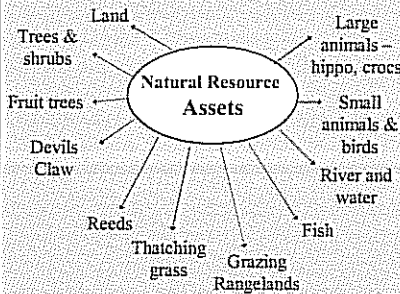 Land
Trees &
shrubs
Fruit trees
Devils
Claw
Reeds
Thatching
grass
Grazing
Rangelands
Fish
River and
water
Small
animals &
birds
Large
animals –
hippo, crocs
Natural Resource
Assets